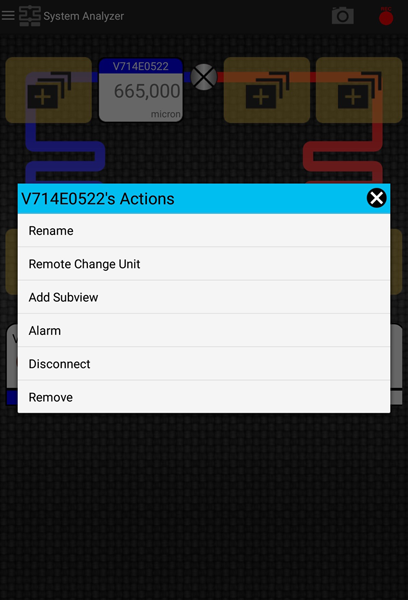 System Analyzer
V714E0522
665,000
micron
V714E0522's Actions
Rename
Remote Change Unit
Add Subview
Alarm
Disconnect
Remove